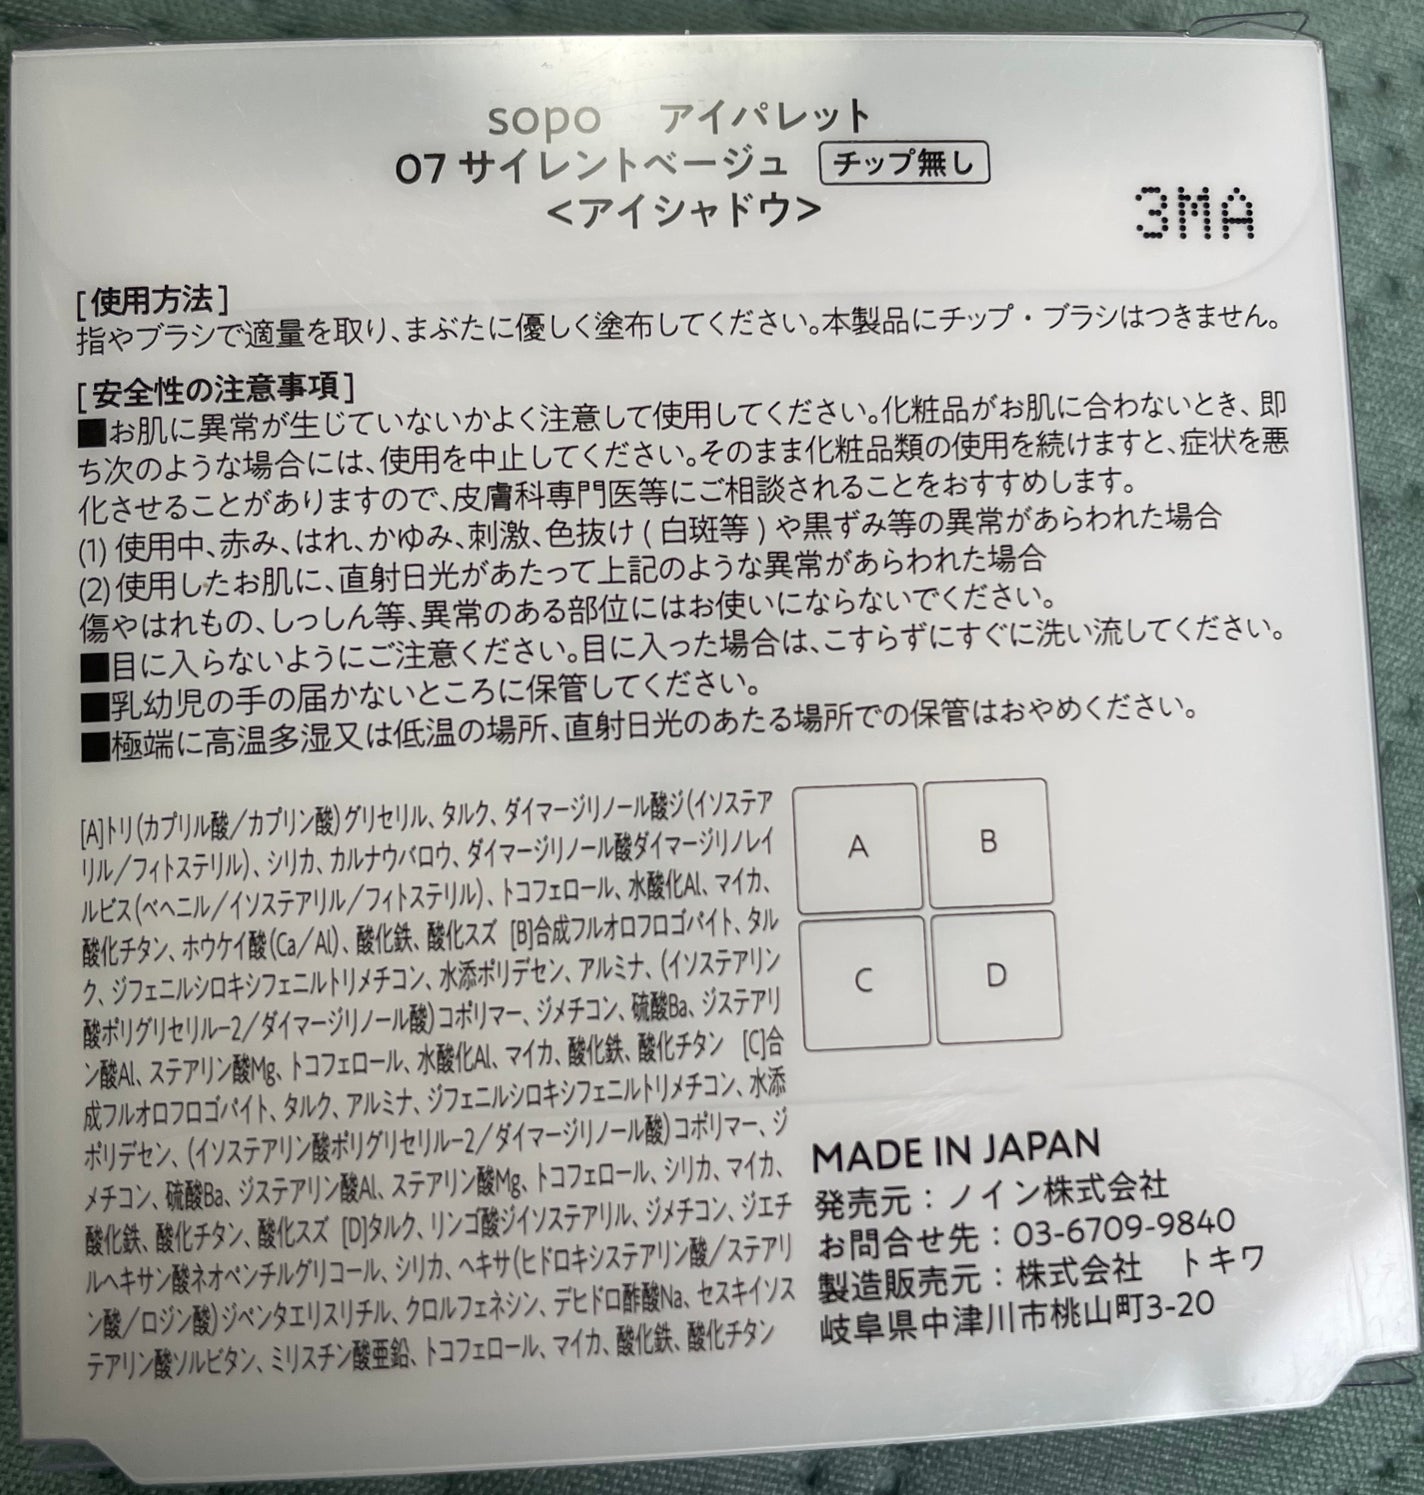 sopo アイパレット
07 サイレントベージュ チップ無し
<アイシャドウ>
3MA
[使用方法]
指やブラシで適量を取り、まぶたに優しく塗布してください。本製品にチップ・ブラシはつきません。
[安全性の注意事項]
■お肌に異常が生じていないかよく注意して使用してください。化粧品がお肌に合わないとき、即
ち次のような場合には、使用を中止してください。そのまま化粧品類の使用を続けますと、症状を悪
化させることがありますので、皮膚科専門医等にご相談されることをおすすめします。
(1) 使用中、赤み、はれ、かゆみ、刺激、色抜け ( 白斑等 ) や黒ずみ等の異常があらわれた場合
(2) 使用したお肌に、直射日光があたって上記のような異常があらわれた場合
傷やはれもの、しっしん等、異常のある部位にはお使いにならないでください。
■目に入らないようにご注意ください。目に入った場合は、こすらずにすぐに洗い流してください。
■乳幼児の手の届かないところに保管してください。
■極端に高温多湿又は低温の場所、直射日光のあたる場所での保管はおやめください。
[A]トリ(カプリル酸/カプリン酸)グリセリル、タルク、ダイマージリノール酸ジ(イソステア
リル/フィトステリル)、シリカ、カルナウバロウ、ダイマージリノール酸ダイマージリノレイ
ルビス(ベヘニル/イソステアリル/フィトステリル)、トコフェロール、水酸化Al、マイカ、
酸化チタン、ホウケイ酸(Ca/Al)、酸化鉄、酸化スズ [B]合成フルオロフロゴパイト、タル
ク、ジフェニルシロキシフェニルトリメチコン、水添ポリデセン、アルミナ、(イソステアリン
酸ポリグリセリル-2/ダイマージリノール酸)コポリマー、ジメチコン、硫酸Ba、ジステアリ
ン酸Al、ステアリン酸Mg、トコフェロール、水酸化Al、マイカ、酸化鉄、酸化チタン [C]合
成フルオロフロゴパイト、タルク、アルミナ、ジフェニルシロキシフェニルトリメチコン、水添
ポリデセン、(イソステアリン酸ポリグリセリル-2/ダイマージリノール酸)コポリマー、ジ
メチコン、硫酸Ba、ジステアリン酸Al、ステアリン酸Mg、トコフェロール、シリカ、マイカ、
酸化鉄、酸化チタン、酸化スズ [D]タルク、リンゴ酸ジイソステアリル、ジメチコン、ジエチ
ルヘキサン酸ネオペンチルグリコール、シリカ、ヘキサ(ヒドロキシステアリン酸/ステアリ
ン酸/ロジン酸)ジペンタエリスリチル、クロルフェネシン、デヒドロ酢酸Na、セスキイソス
テアリン酸ソルビタン、ミリスチン酸亜鉛、トコフェロール、マイカ、酸化鉄、酸化チタン
A B
C D
MADE IN JAPAN
発売元：ノイン株式会社
お問合せ先：03-6709-9840
製造販売元：株式会社 トキワ
岐阜県中津川市桃山町3-20